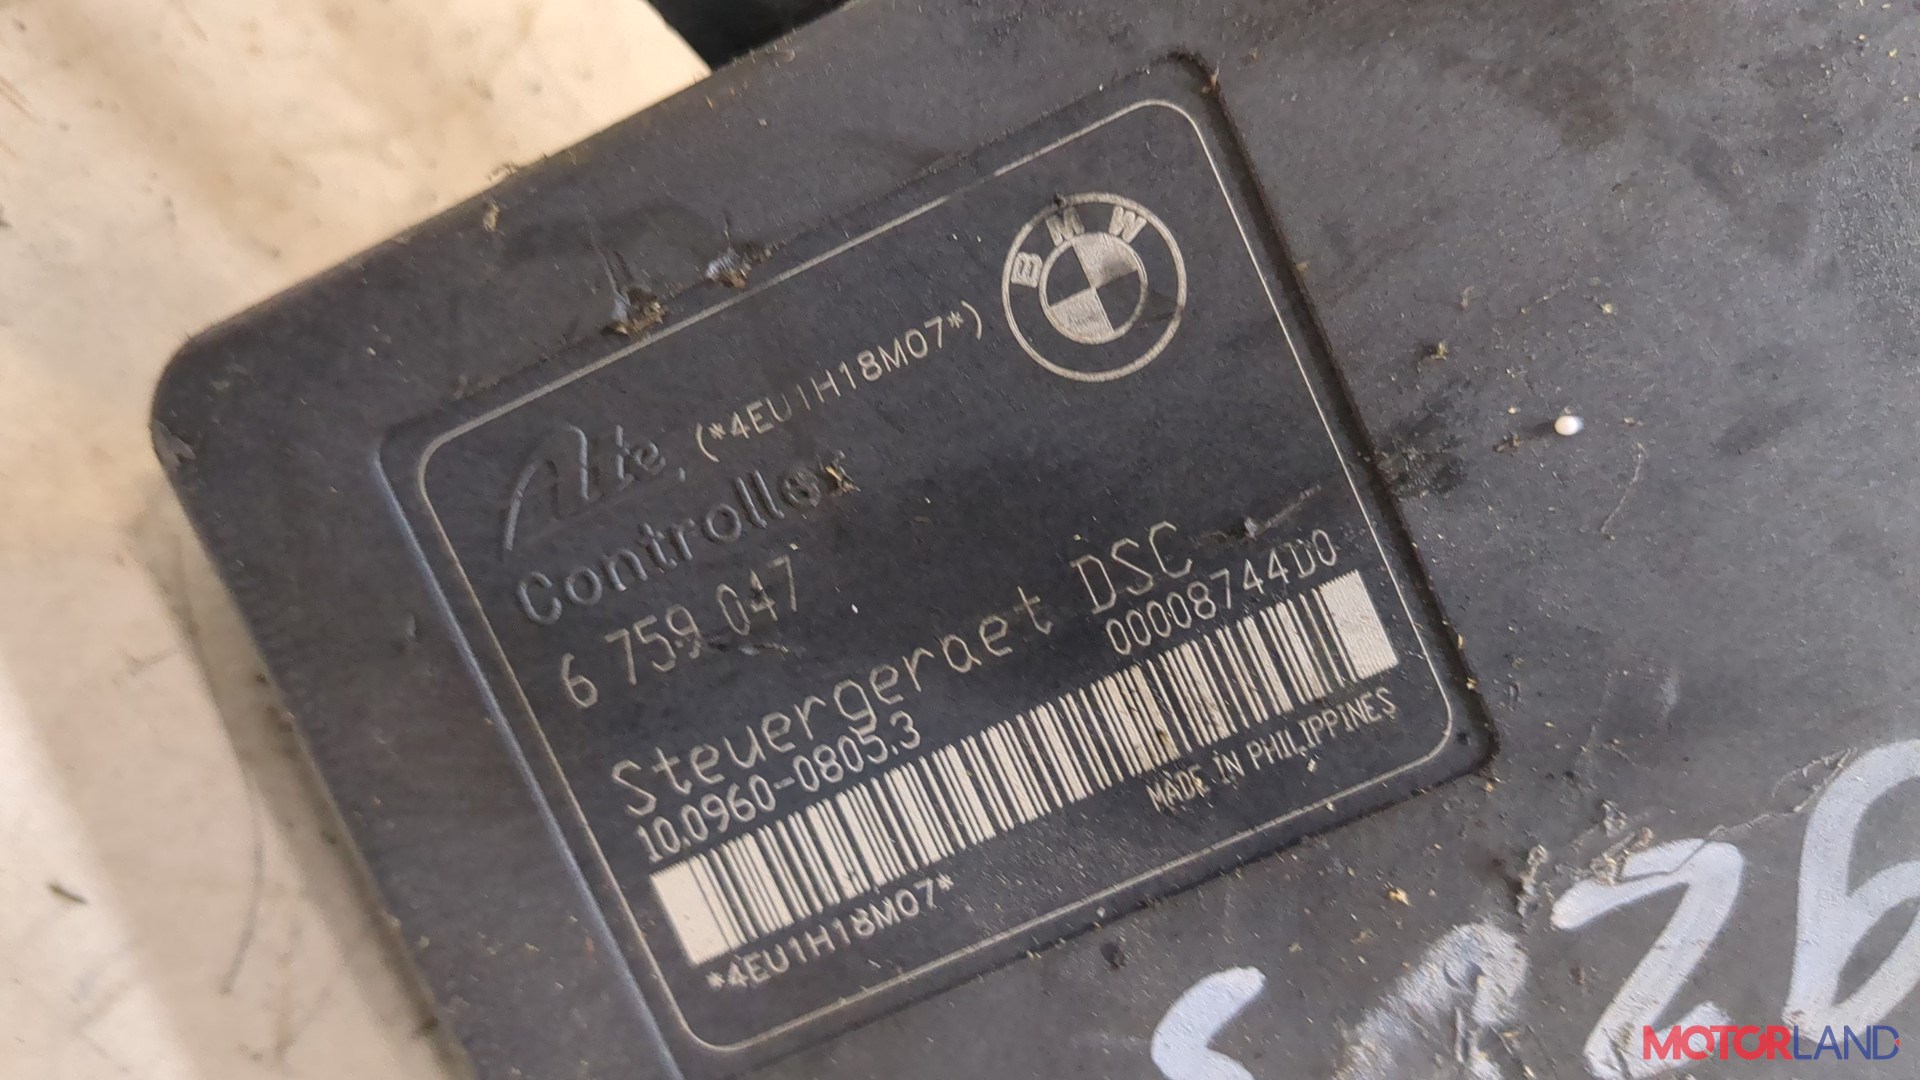 BMW
Ate (*4EU1H18M07*)
Controller
6 759 047
Steuergeraet DSC
10.0960-0805.3 00008744D0
MADE IN PHILIPPINES
*4EU1H18M07*
MOTORLAND